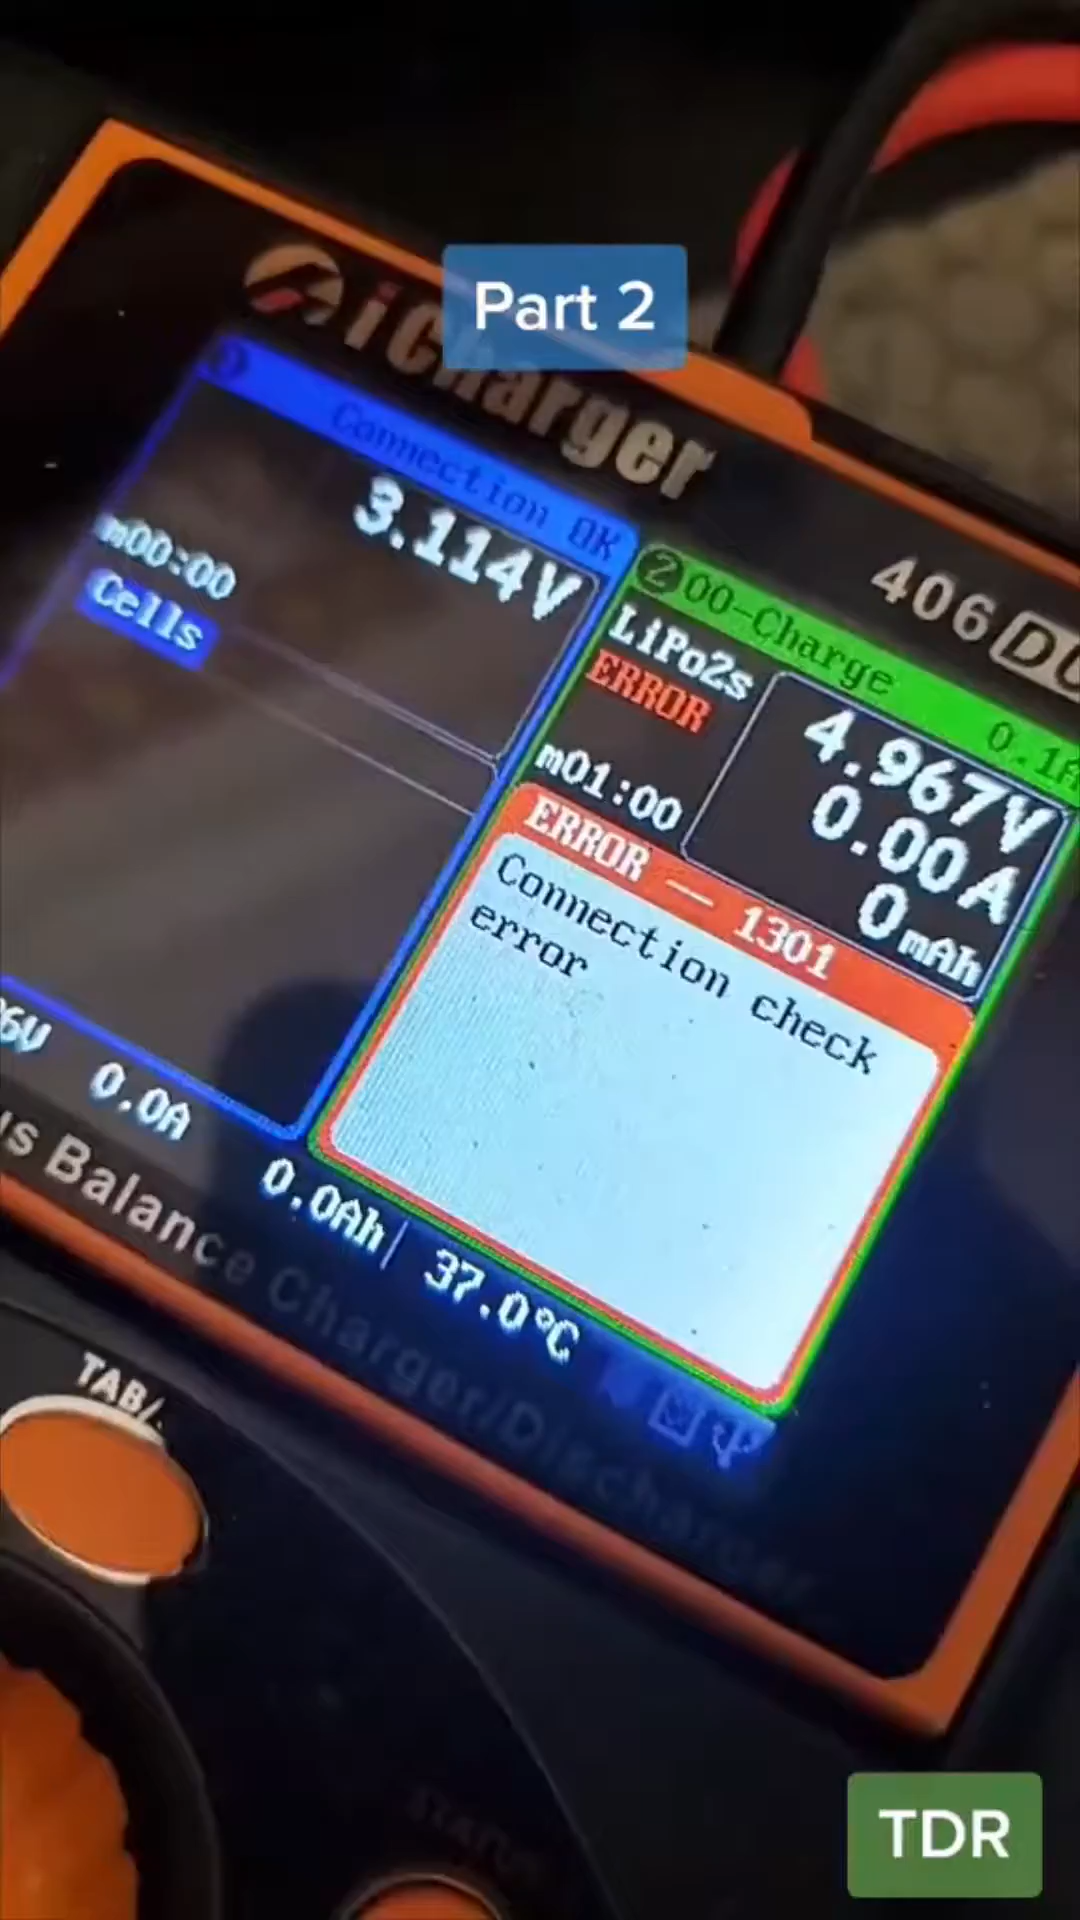 Part 2
iCharger
406
Connection OK
3.114V
m00:00
Cells
0.0A
2 00-Charge
0.1A
LiPo2s
ERROR
4.967V
m01:00
0.00A
0mAh
ERROR — 1301
Connection check
error
0.0Ah| 37.0°C
Balance Charger/Discharger
TAB/
STATUS
TDR